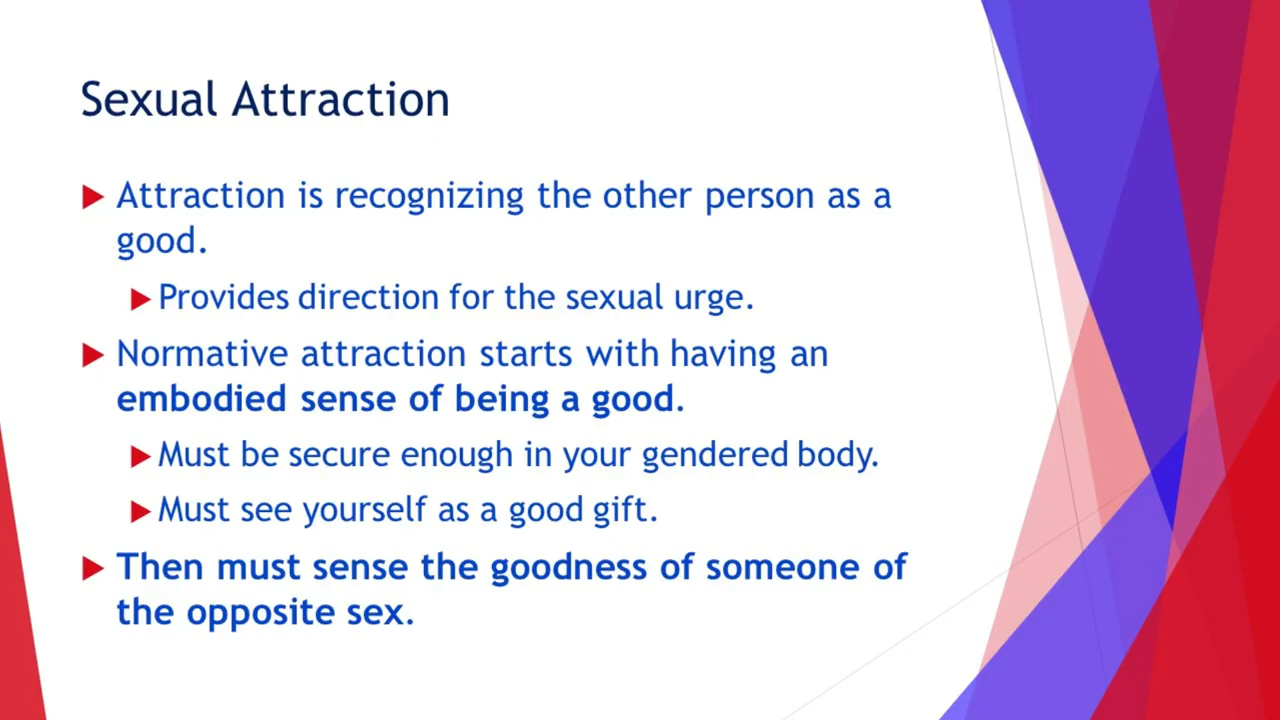 Sexual Attraction
Attraction is recognizing the other person as a
good.
Provides direction for the sexual urge.
Normative attraction starts with having an
embodied sense of being a good.
Must be secure enough in your gendered body.
Must see yourself as a good gift.
Then must sense the goodness of someone of
the opposite sex.